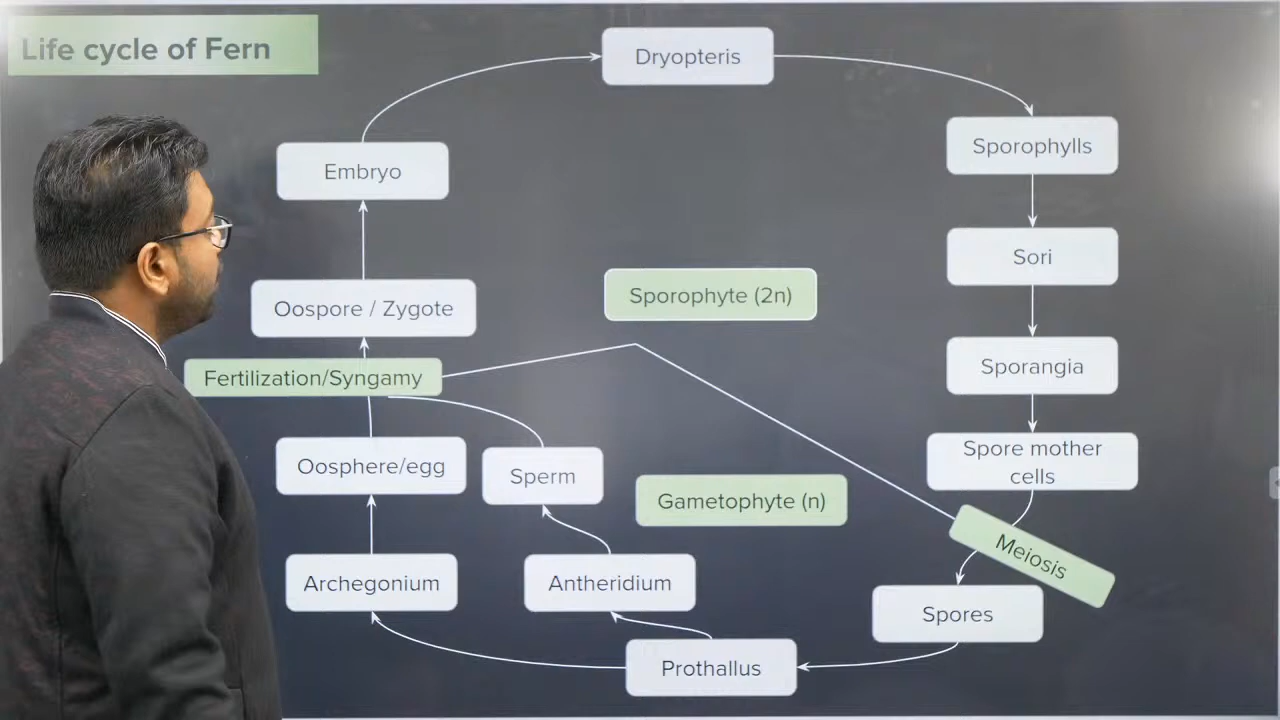 Life cycle of Fern
Dryopteris
Sporophylls
Embryo
Sori
Sporophyte (2n)
Oospore / Zygote
Sporangia
Fertilization/Syngamy
Spore mother
cells
Oosphere/egg
Sperm
Gametophyte (n)
Meiosis
Archegonium
Antheridium
Spores
Prothallus